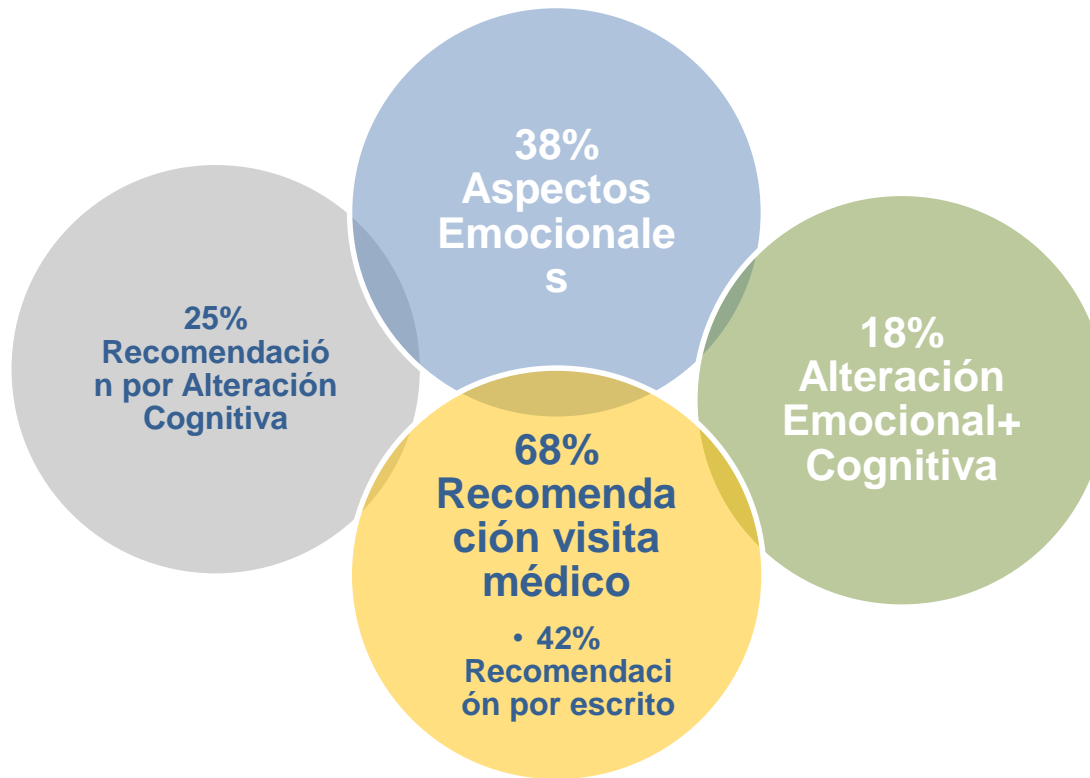 38%
Aspectos
Emocionale
s
25%
Recomendació
n por Alteración
Cognitiva
18%
Alteración
Emocional+
Cognitiva
68%
Recomenda
ción visita
médico
• 42%
Recomendaci
ón por escrito